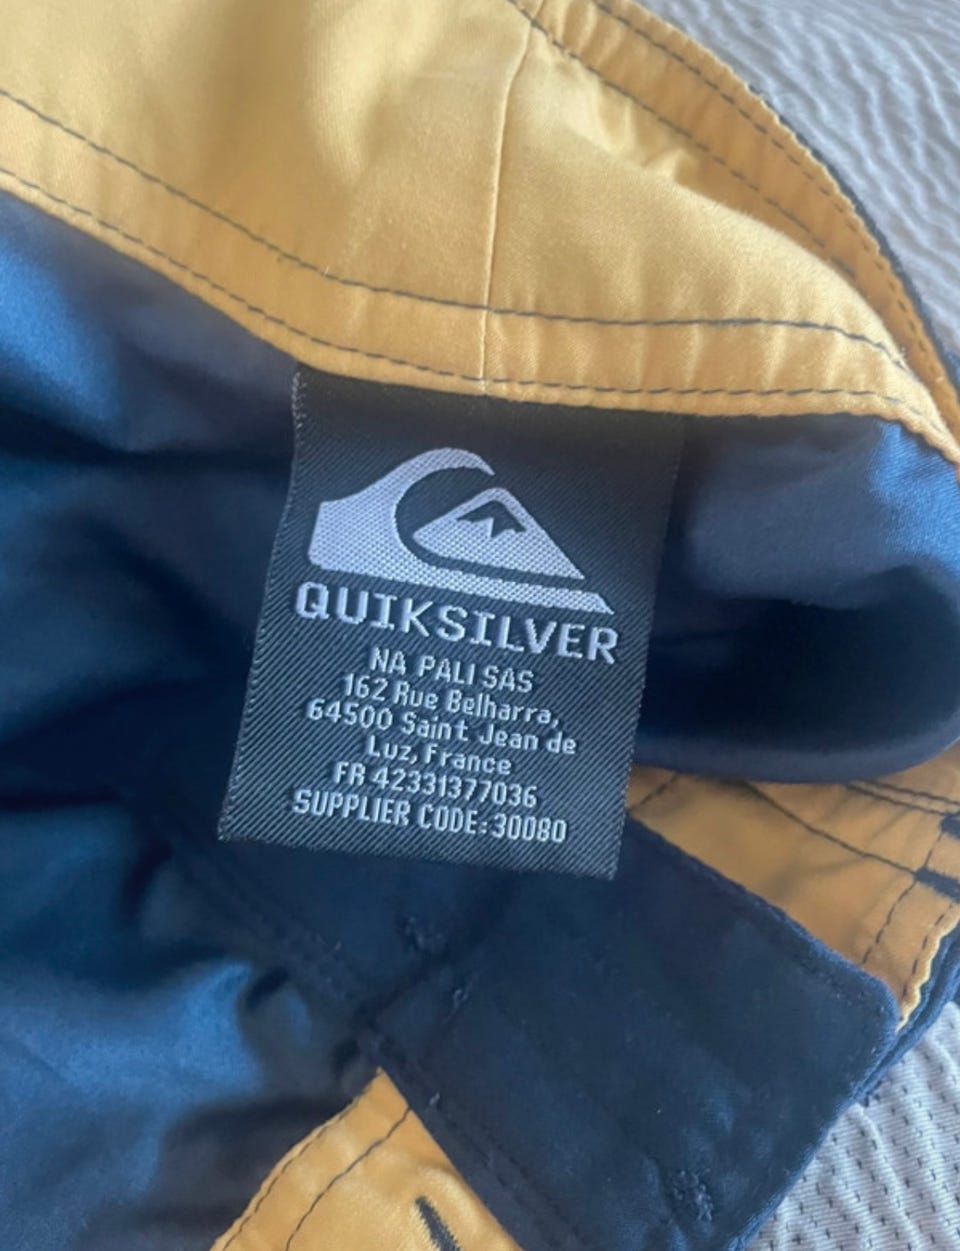 QUIKSILVER
NA PALI SAS
162 Rue Belharra,
64500 Saint Jean de
Luz, France
FR 42331377036
SUPPLIER CODE:30080